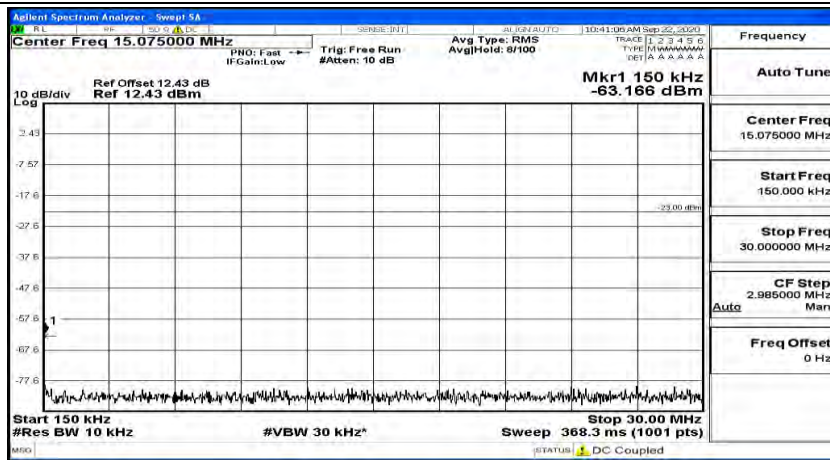 Agilent Spectrum Analyzer - Swept SA
RL RF 50 Ω DC SENSE:INT ALIGN AUTO 10:41:06 AM Sep 22, 2020
Center Freq 15.075000 MHz
PNO: Fast
IFGain:Low
Trig: Free Run
#Atten: 10 dB
Avg Type: RMS
Avg|Hold: 8/100
TRACE 1 2 3 4 5 6
TYPE MWWWWW
DET A A A A A A
Ref Offset 12.43 dB
Ref 12.43 dBm
Mkr1 150 kHz
-63.166 dBm
10 dB/div
Log
2.43
-7.57
-17.6
-23.00 dBm
-27.6
-37.6
-47.6
-57.6
1
-67.6
-77.6
Start 150 kHz
Stop 30.00 MHz
#Res BW 10 kHz
#VBW 30 kHz*
Sweep 368.3 ms (1001 pts)
MSG
STATUS DC Coupled
Frequency
Auto Tune
Center Freq
15.075000 MHz
Start Freq
150.000 kHz
Stop Freq
30.000000 MHz
CF Step
2.985000 MHz
Auto Man
Freq Offset
0 Hz